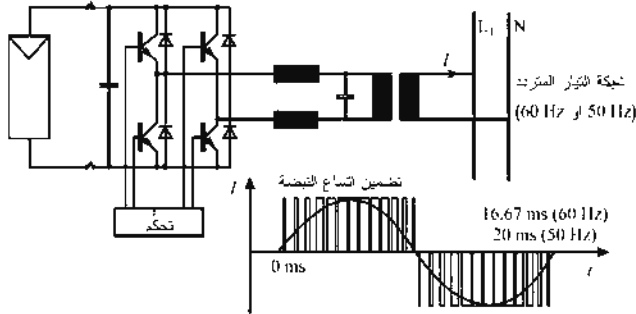 L1 N
I
شبكة التيار المتردد
(60 Hz او 50 Hz)
تحكم
تضمين اتساع النبضة
I
16.67 ms (60 Hz)
20 ms (50 Hz)
0 ms
t